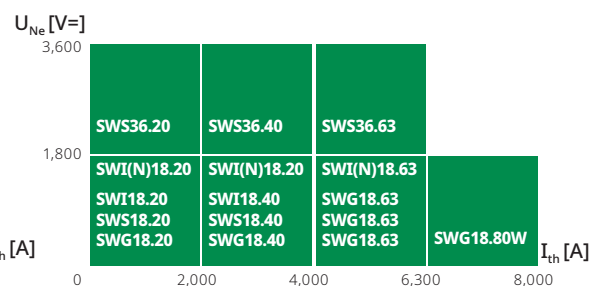 U_Ne [V=]
3,600
SWS36.20 SWS36.40 SWS36.63
1,800
SWI(N)18.20 SWI(N)18.20 SWI(N)18.63
SWI18.20 SWI18.40 SWG18.63
SWS18.20 SWS18.40 SWG18.63
SWG18.20 SWG18.40 SWG18.63 SWG18.80W
h [A] I_th [A]
0 2,000 4,000 6,300 8,000